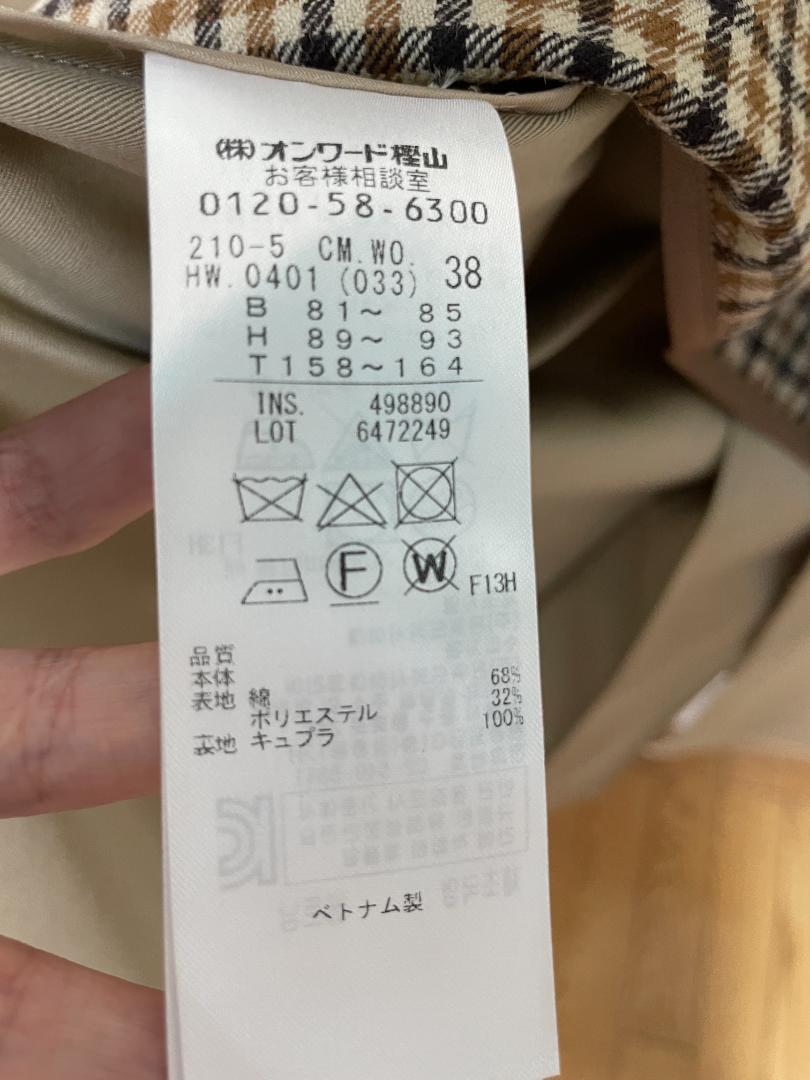 (株)オンワード樫山
お客様相談室
0120-58-6300
210-5 CM.WO.
HW.0401 (033) 38
B 81～ 85
H 89～ 93
T158～164
INS. 498890
LOT 6472249
F W F13H
品質
本体
表地 綿 68%
ポリエステル 32%
裏地 キュプラ 100%
ベトナム製